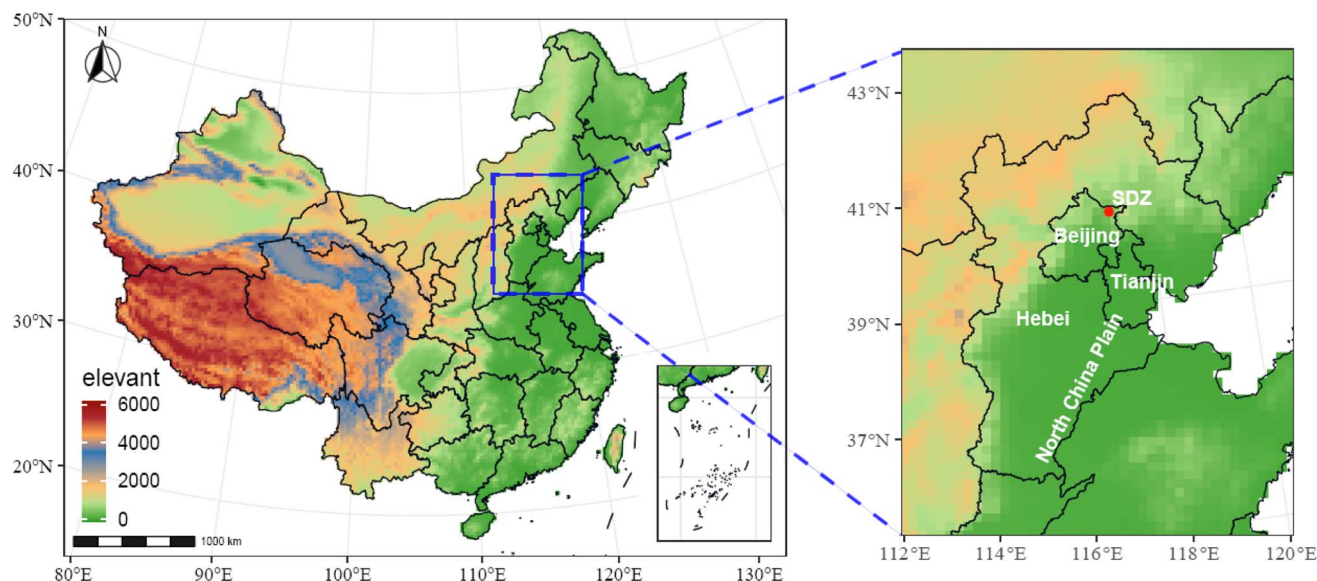 50°N
40°N
30°N
20°N
N
elevant
6000
4000
2000
0
1000 km
80°E
90°E
100°E
110°E
120°E
130°E
43°N
41°N
39°N
37°N
SDZ
Beijing
Tianjin
Hebei
North China Plain
112°E
114°E
116°E
118°E
120°E